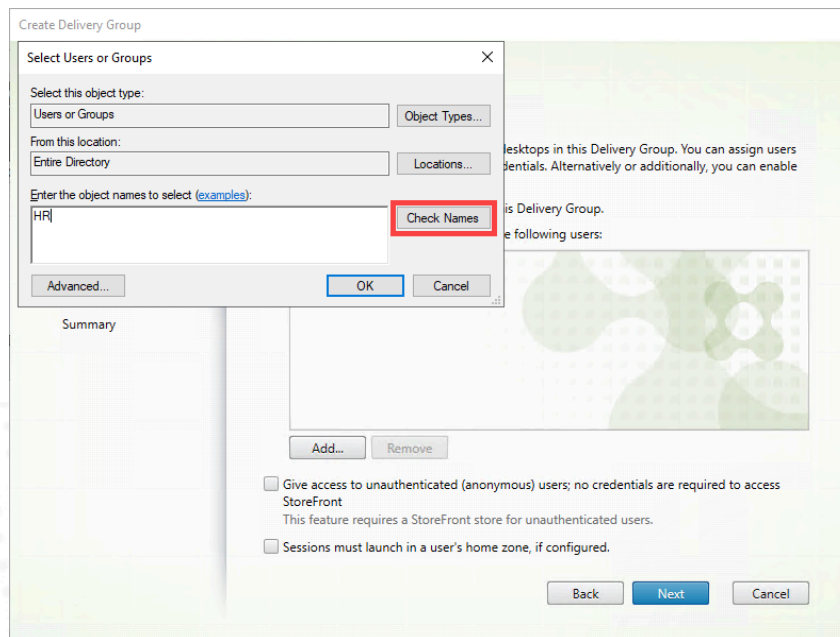 Create Delivery Group
Select Users or Groups
Select this object type:
Users or Groups
Object Types...
From this location:
Entire Directory
Locations...
Enter the object names to select (examples):
HR
Check Names
Advanced...
OK
Cancel
desktops in this Delivery Group. You can assign users
dentials. Alternatively or additionally, you can enable
is Delivery Group.
e following users:
Summary
Add...
Remove
Give access to unauthenticated (anonymous) users; no credentials are required to access
StoreFront
This feature requires a StoreFront store for unauthenticated users.
Sessions must launch in a user's home zone, if configured.
Back
Next
Cancel